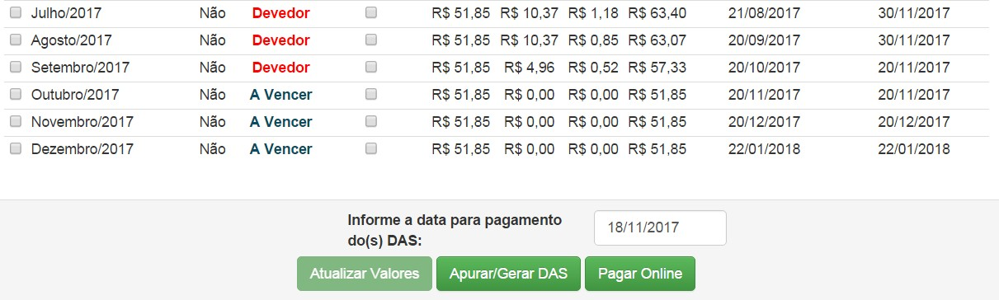 Julho/2017 Não Devedor R$ 51,85 R$ 10,37 R$ 1,18 R$ 63,40 21/08/2017 30/11/2017
Agosto/2017 Não Devedor R$ 51,85 R$ 10,37 R$ 0,85 R$ 63,07 20/09/2017 30/11/2017
Setembro/2017 Não Devedor R$ 51,85 R$ 4,96 R$ 0,52 R$ 57,33 20/10/2017 20/11/2017
Outubro/2017 Não A Vencer R$ 51,85 R$ 0,00 R$ 0,00 R$ 51,85 20/11/2017 20/11/2017
Novembro/2017 Não A Vencer R$ 51,85 R$ 0,00 R$ 0,00 R$ 51,85 20/12/2017 20/12/2017
Dezembro/2017 Não A Vencer R$ 51,85 R$ 0,00 R$ 0,00 R$ 51,85 22/01/2018 22/01/2018
Informe a data para pagamento
do(s) DAS:
18/11/2017
Atualizar Valores Apurar/Gerar DAS Pagar Online